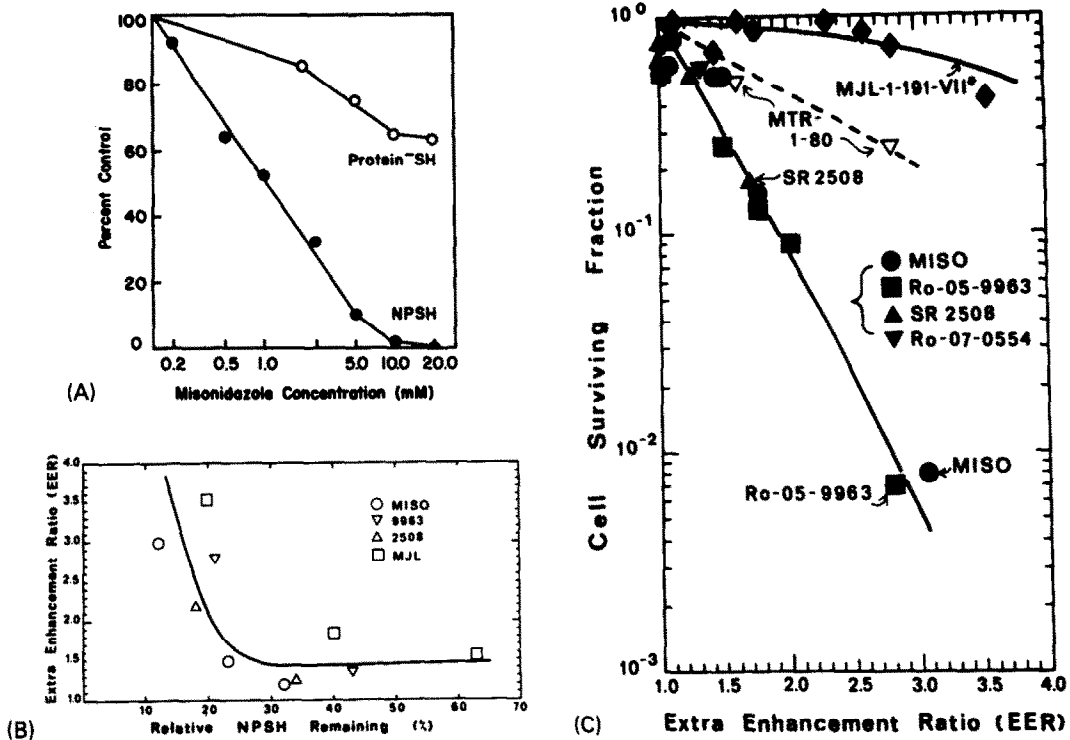 100
80
60
40
20
0
Percent Control
Protein-SH
NPSH
0.2 0.5 1.0 5.0 10.0 20.0
Misonidazole Concentration (mM)
(A)
4.0
3.5
3.0
2.5
2.0
1.5
1.0
Extra Enhancement Ratio (EER)
MISO
9963
2508
MJL
10 20 30 40 50 60 70
Relative NPSH Remaining (%)
(B)
10^0
10^-1
10^-2
10^-3
Cell Surviving Fraction
MJL-1-191-VII*
MTR-
1-80
SR 2508
MISO
Ro-05-9963
SR 2508
Ro-07-0554
MISO
Ro-05-9963
1.0 1.5 2.0 2.5 3.0 3.5 4.0
Extra Enhancement Ratio (EER)
(C)